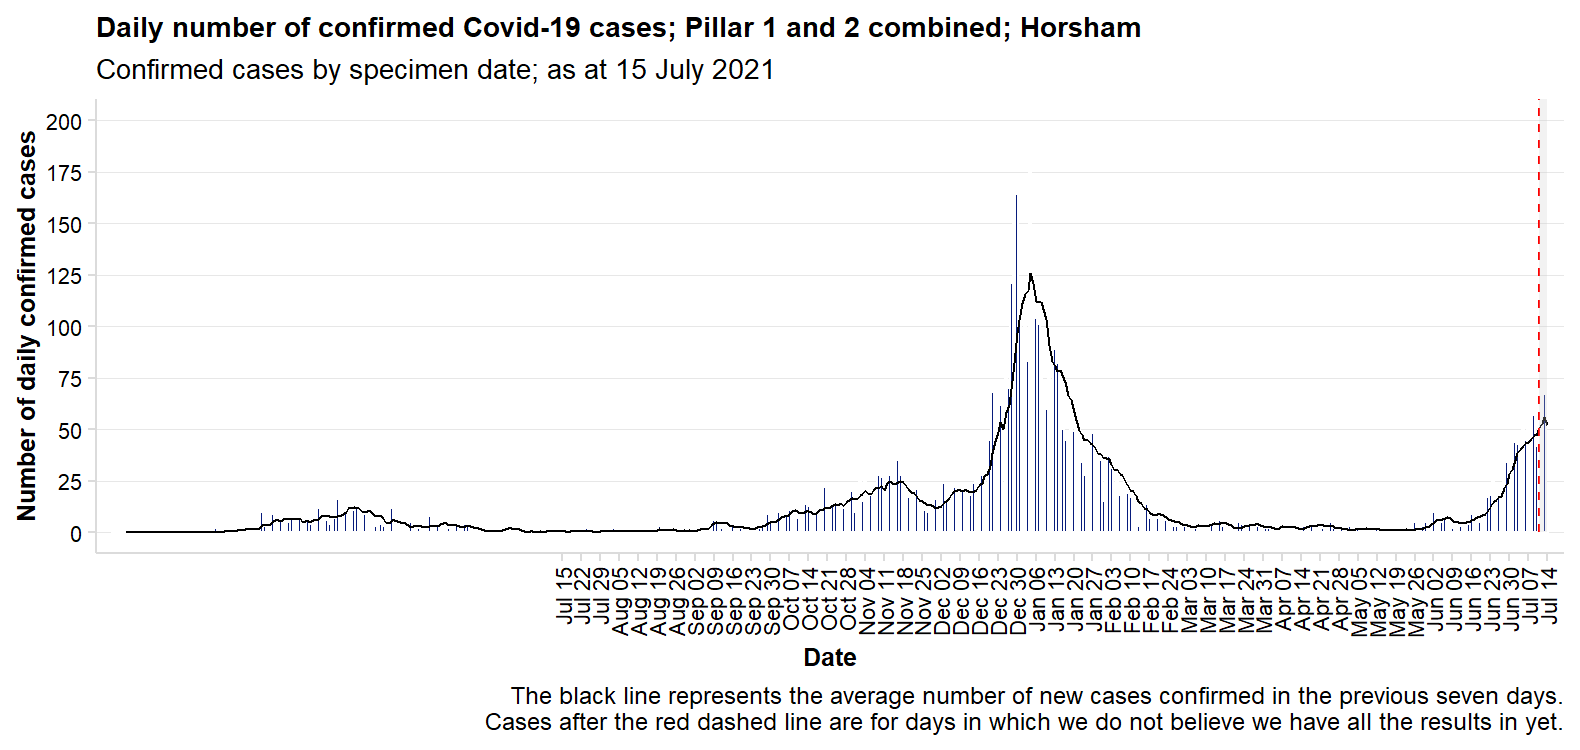 Daily number of confirmed Covid-19 cases; Pillar 1 and 2 combined; Horsham
Confirmed cases by specimen date; as at 15 July 2021
Number of daily confirmed cases
200
175
150
125
100
75
50
25
0
Jul 15
Jul 22
Jul 29
Aug 05
Aug 12
Aug 19
Aug 26
Sep 02
Sep 09
Sep 16
Sep 23
Sep 30
Oct 07
Oct 14
Oct 21
Oct 28
Nov 04
Nov 11
Nov 18
Nov 25
Dec 02
Dec 09
Dec 16
Dec 23
Dec 30
Jan 06
Jan 13
Jan 20
Jan 27
Feb 03
Feb 10
Feb 17
Feb 24
Mar 03
Mar 10
Mar 17
Mar 24
Mar 31
Apr 07
Apr 14
Apr 21
Apr 28
May 05
May 12
May 19
May 26
Jun 02
Jun 09
Jun 16
Jun 23
Jun 30
Jul 07
Jul 14
Date
The black line represents the average number of new cases confirmed in the previous seven days.
Cases after the red dashed line are for days in which we do not believe we have all the results in yet.